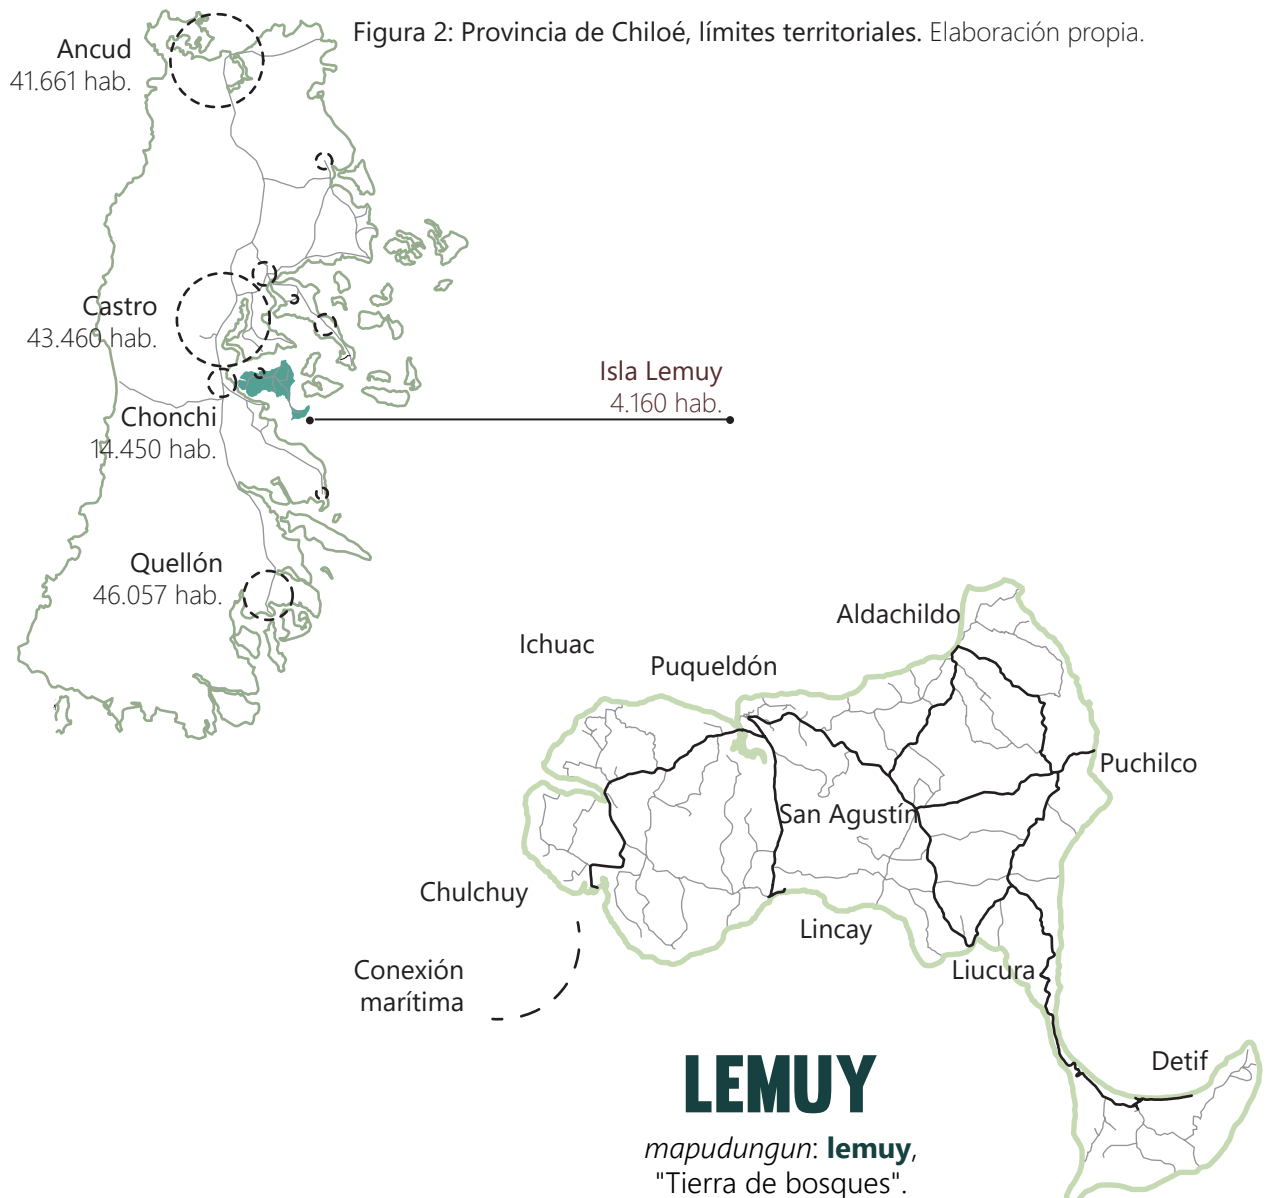 Figura 2: Provincia de Chiloé, límites territoriales. Elaboración propia.
Ancud
41.661 hab.
Castro
43.460 hab.
Isla Lemuy
4.160 hab.
Chonchi
14.450 hab.
Quellón
46.057 hab.
Aldachildo
Ichuac
Puqueldón
Puchilco
San Agustín
Chulchuy
Lincay
Liucura
Conexión
marítima
Detif
LEMUY
mapudungun: lemuy,
"Tierra de bosques".